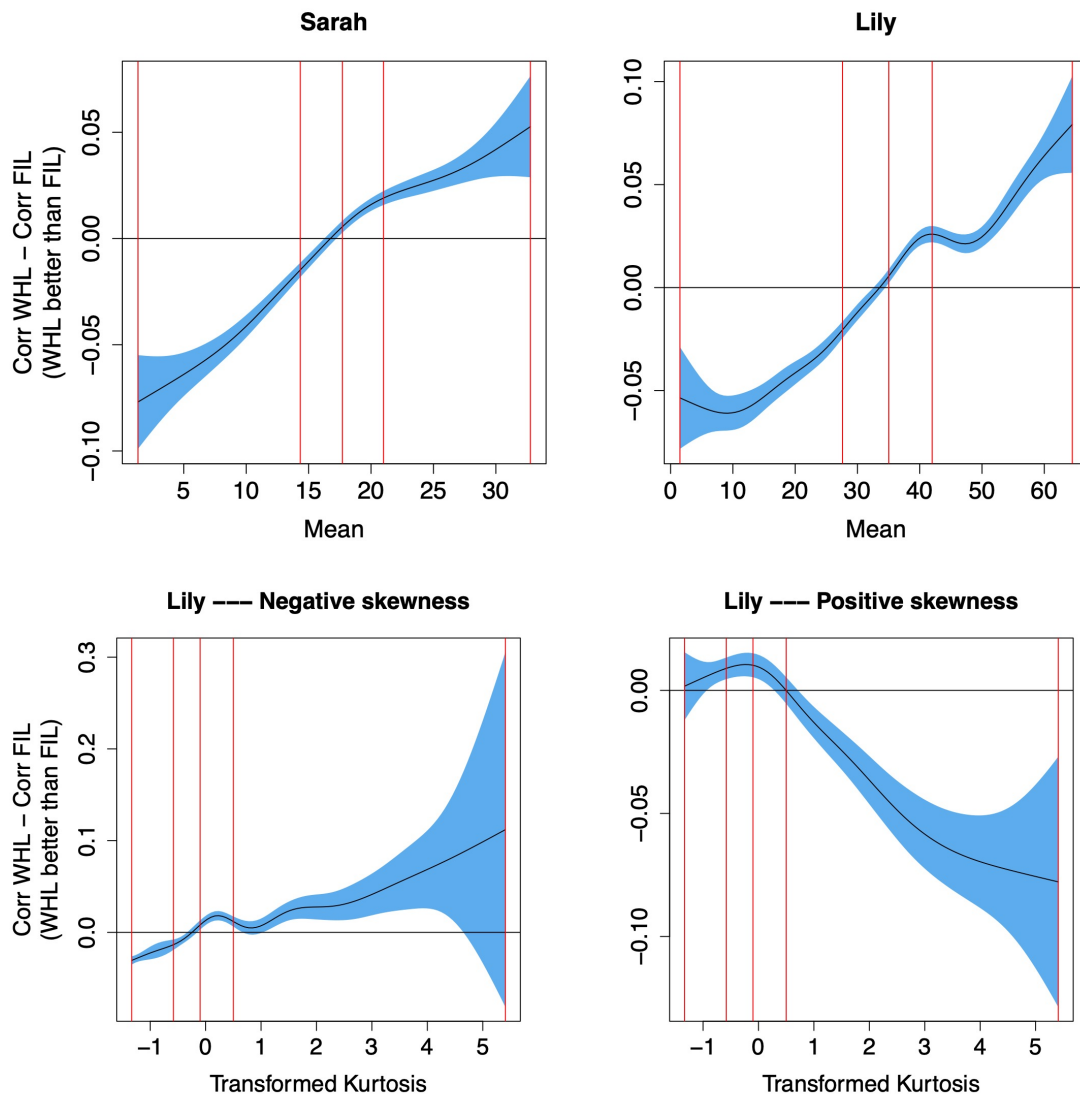 Sarah
Corr WHL – Corr FIL
(WHL better than FIL)
0.05
0.00
−0.05
−0.10
5 10 15 20 25 30
Mean
Lily
0.10
0.05
0.00
−0.05
0 10 20 30 40 50 60
Mean
Lily −−− Negative skewness
Corr WHL – Corr FIL
(WHL better than FIL)
0.3
0.2
0.1
0.0
−1 0 1 2 3 4 5
Transformed Kurtosis
Lily −−− Positive skewness
0.00
−0.05
−0.10
−1 0 1 2 3 4 5
Transformed Kurtosis